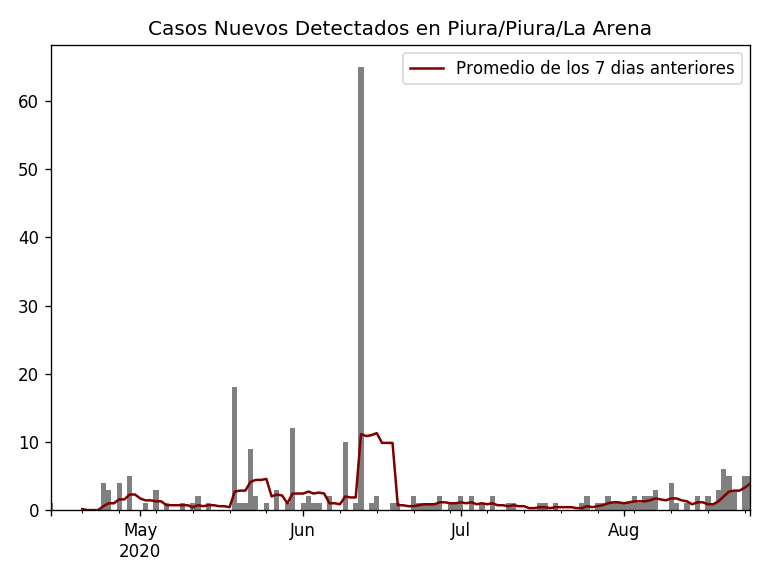 Casos Nuevos Detectados en Piura/Piura/La Arena
Promedio de los 7 dias anteriores
60
50
40
30
20
10
0
May Jun Jul Aug
2020